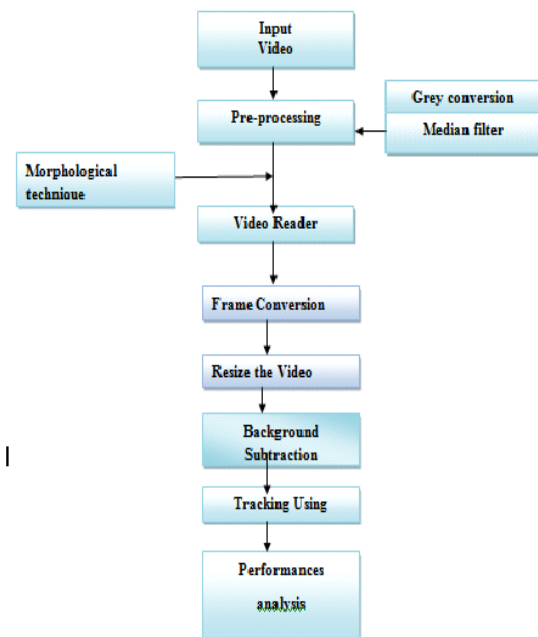 Input
Video
Grey conversion
Pre-processing
Median filter
Morphological
technique
Video Reader
Frame Conversion
Resize the Video
Background
Subtraction
Tracking Using
Performances
analysis